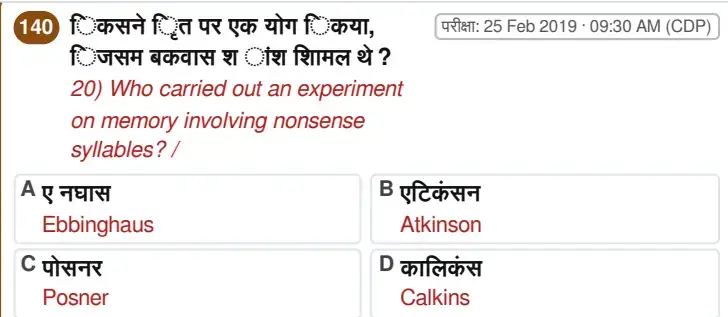 140 िकसने िृित पर एक योग िकया,
परीक्षा: 25 Feb 2019 · 09:30 AM (CDP)
िजसम बकवास श ांश शािमल थे ?
20) Who carried out an experiment
on memory involving nonsense
syllables? /
A ए नघास
Ebbinghaus
B एटिकंसन
Atkinson
C पोसनर
Posner
D कालिकंस
Calkins